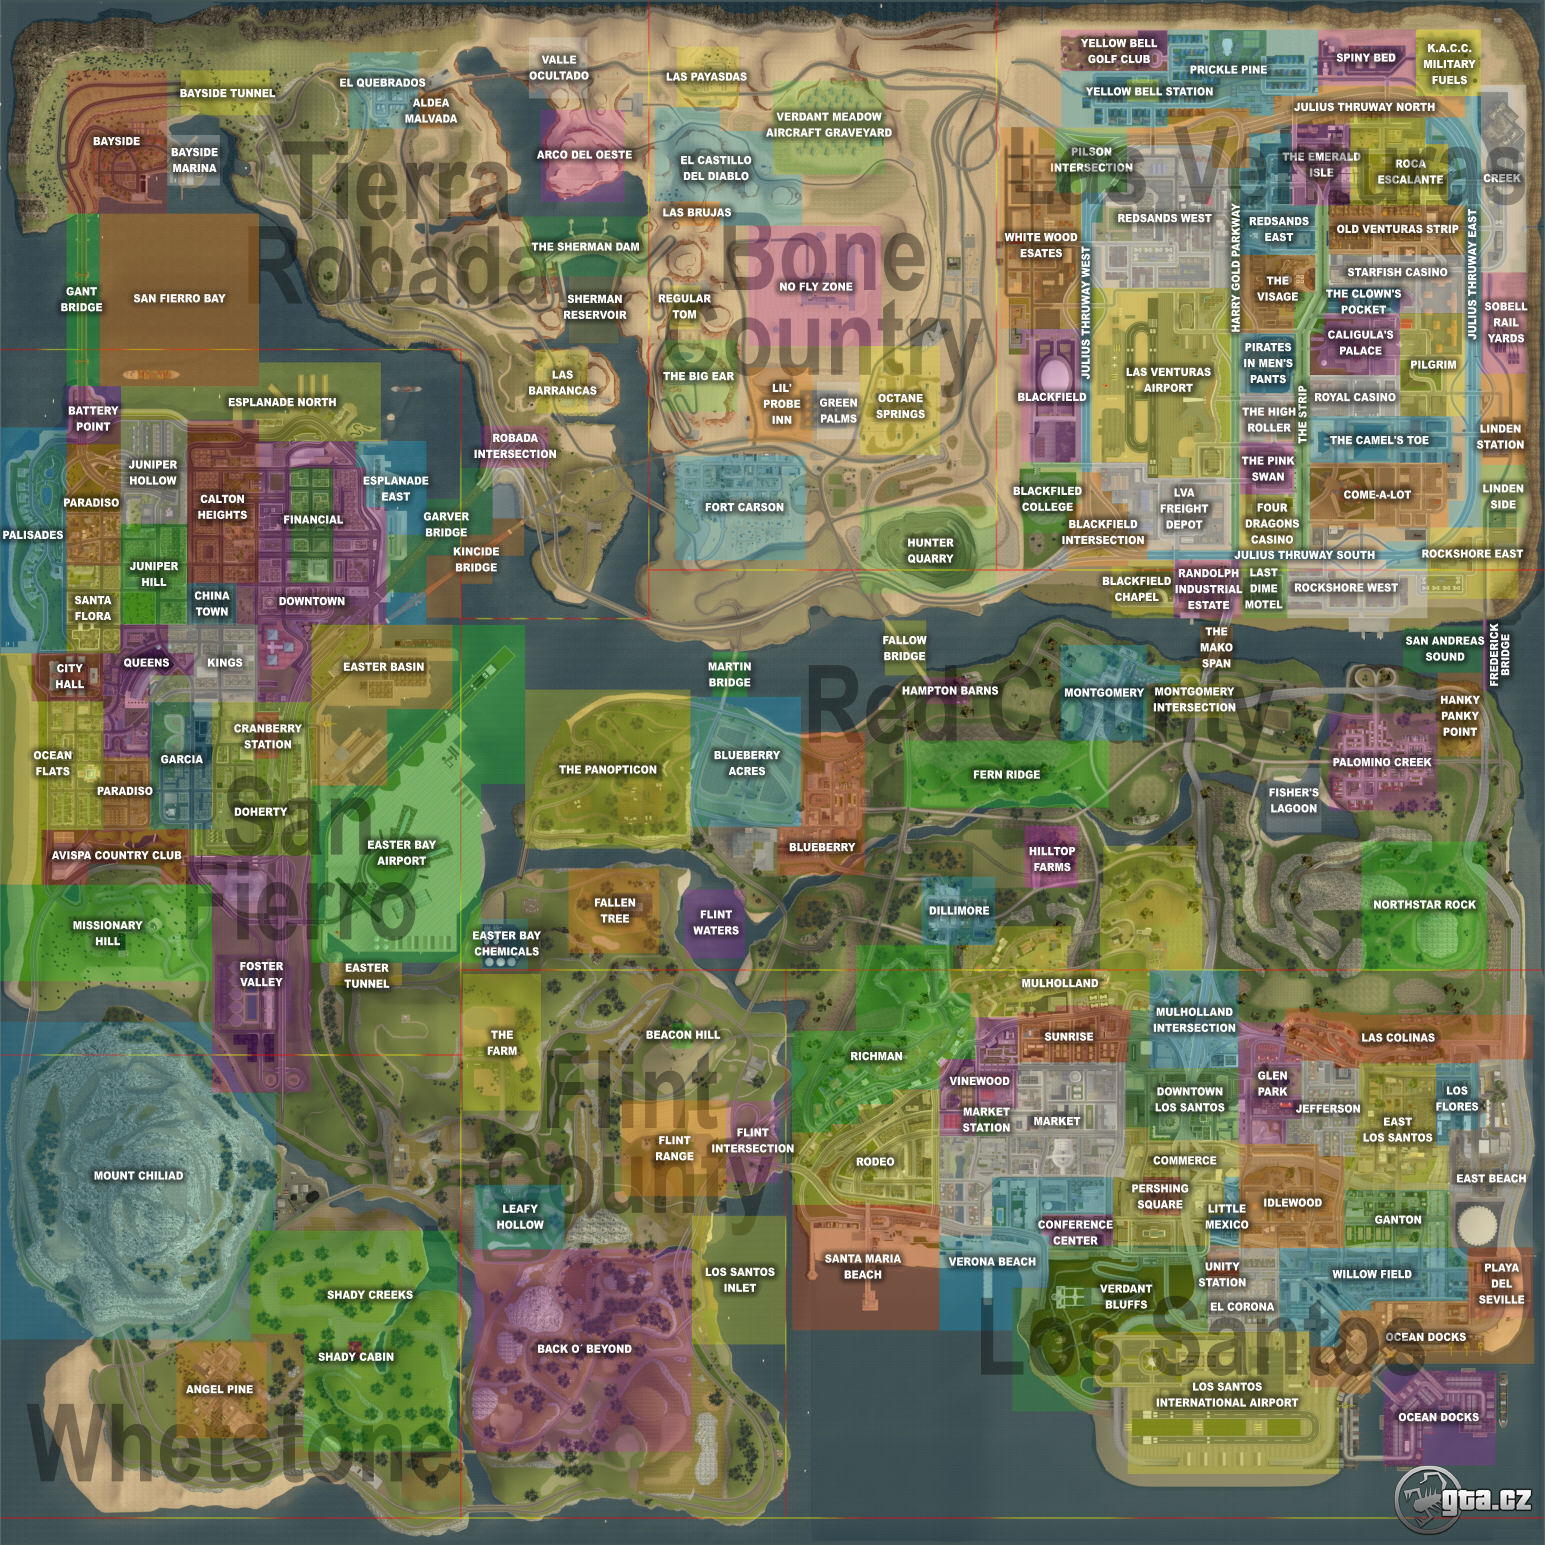 VALLE
OCULTADO
LAS PAYASDAS
YELLOW BELL
GOLF CLUB
PRICKLE PINE
SPINY BED
K.A.C.C.
MILITARY
FUELS
BAYSIDE TUNNEL
EL QUEBRADOS
ALDEA
MALVADA
YELLOW BELL STATION
JULIUS THRUWAY NORTH
VERDANT MEADOW
AIRCRAFT GRAVEYARD
BAYSIDE
BAYSIDE
MARINA
Tierra
Robada
ARCO DEL OESTE
EL CASTILLO
DEL DIABLO
PILSON
INTERSECTION
Las Venturas
THE EMERALD
ISLE
ROCA
ESCALANTE
CREEK
LAS BRUJAS
REDSANDS WEST
REDSANDS
EAST
OLD VENTURAS STRIP
WHITE WOOD
ESATES
JULIUS THRUWAY WEST
HARRY GOLD PARKWAY
JULIUS THRUWAY EAST
THE SHERMAN DAM
Bone
County
NO FLY ZONE
STARFISH CASINO
THE
VISAGE
THE CLOWN'S
POCKET
GANT
BRIDGE
SAN FIERRO BAY
SHERMAN
RESERVOIR
REGULAR
TOM
SOBELL
RAIL
YARDS
CALIGULA'S
PALACE
PIRATES
IN MEN'S
PANTS
PILGRIM
LAS
BARRANCAS
THE BIG EAR
LAS VENTURAS
AIRPORT
LIL'
PROBE
INN
GREEN
PALMS
OCTANE
SPRINGS
BLACKFIELD
ROYAL CASINO
THE HIGH
ROLLER
THE STRIP
BATTERY
POINT
ESPLANADE NORTH
ROBADA
INTERSECTION
THE CAMEL'S TOE
LINDEN
STATION
JUNIPER
HOLLOW
THE PINK
SWAN
PARADISO
CALTON
HEIGHTS
FINANCIAL
ESPLANADE
EAST
FORT CARSON
BLACKFILED
COLLEGE
LVA
FREIGHT
DEPOT
COME-A-LOT
LINDEN
SIDE
FOUR
DRAGONS
CASINO
PALISADES
GARVER
BRIDGE
BLACKFIELD
INTERSECTION
HUNTER
QUARRY
KINCIDE
BRIDGE
JULIUS THRUWAY SOUTH
ROCKSHORE EAST
JUNIPER
HILL
BLACKFIELD
CHAPEL
RANDOLPH
INDUSTRIAL
ESTATE
LAST
DIME
MOTEL
ROCKSHORE WEST
SANTA
FLORA
CHINA
TOWN
DOWNTOWN
THE
MAKO
SPAN
SAN ANDREAS
SOUND
FREDERICK
BRIDGE
FALLOW
BRIDGE
CITY
HALL
QUEENS
KINGS
EASTER BASIN
MARTIN
BRIDGE
HAMPTON BARNS
Red County
MONTGOMERY
MONTGOMERY
INTERSECTION
HANKY
PANKY
POINT
CRANBERRY
STATION
OCEAN
FLATS
GARCIA
THE PANOPTICON
BLUEBERRY
ACRES
FERN RIDGE
PALOMINO CREEK
PARADISO
DOHERTY
San
Fierro
FISHER'S
LAGOON
AVISPA COUNTRY CLUB
EASTER BAY
AIRPORT
BLUEBERRY
HILLTOP
FARMS
MISSIONARY
HILL
FALLEN
TREE
FLINT
WATERS
DILLIMORE
NORTHSTAR ROCK
EASTER BAY
CHEMICALS
FOSTER
VALLEY
EASTER
TUNNEL
MULHOLLAND
MULHOLLAND
INTERSECTION
THE
FARM
BEACON HILL
RICHMAN
SUNRISE
LAS COLINAS
Flint
County
VINEWOOD
MARKET
STATION
MARKET
DOWNTOWN
LOS SANTOS
GLEN
PARK
JEFFERSON
EAST
LOS SANTOS
LOS
FLORES
FLINT
RANGE
FLINT
INTERSECTION
RODEO
COMMERCE
MOUNT CHILIAD
EAST BEACH
LEAFY
HOLLOW
PERSHING
SQUARE
LITTLE
MEXICO
IDLEWOOD
GANTON
CONFERENCE
CENTER
SANTA MARIA
BEACH
VERONA BEACH
LOS SANTOS
INLET
UNITY
STATION
WILLOW FIELD
PLAYA
DEL
SEVILLE
SHADY CREEKS
VERDANT
BLUFFS
EL CORONA
Los Santos
OCEAN DOCKS
SHADY CABIN
BACK O´ BEYOND
ANGEL PINE
LOS SANTOS
INTERNATIONAL AIRPORT
OCEAN DOCKS
Whetstone
gta.cz